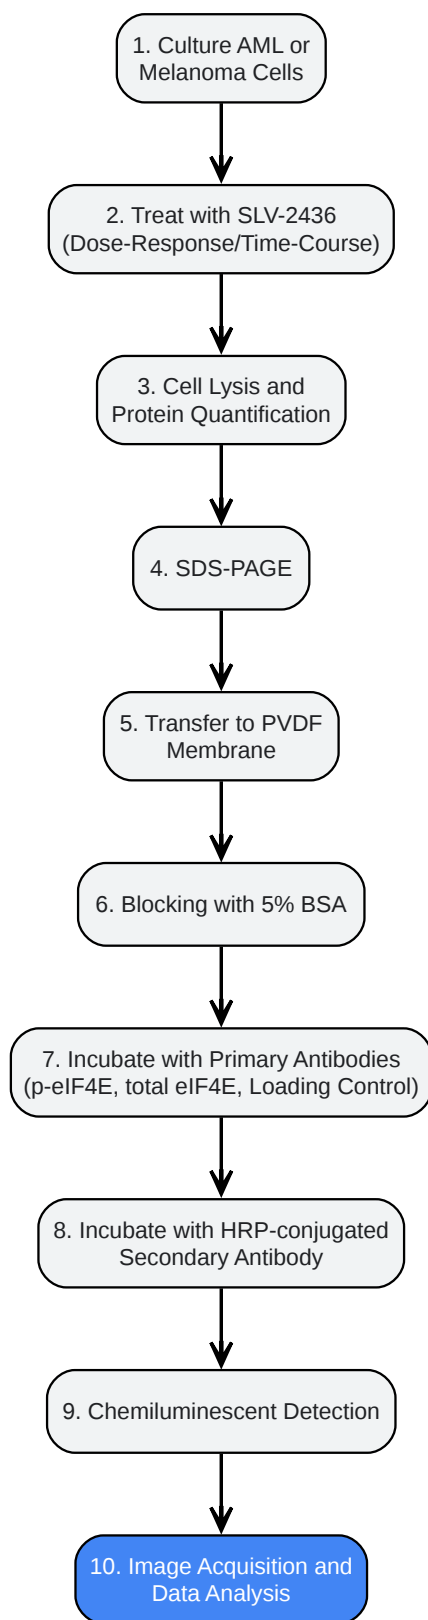 1. Culture AML or
Melanoma Cells
2. Treat with SLV-2436
(Dose-Response/Time-Course)
3. Cell Lysis and
Protein Quantification
4. SDS-PAGE
5. Transfer to PVDF
Membrane
6. Blocking with 5% BSA
7. Incubate with Primary Antibodies
(p-eIF4E, total eIF4E, Loading Control)
8. Incubate with HRP-conjugated
Secondary Antibody
9. Chemiluminescent Detection
10. Image Acquisition and
Data Analysis